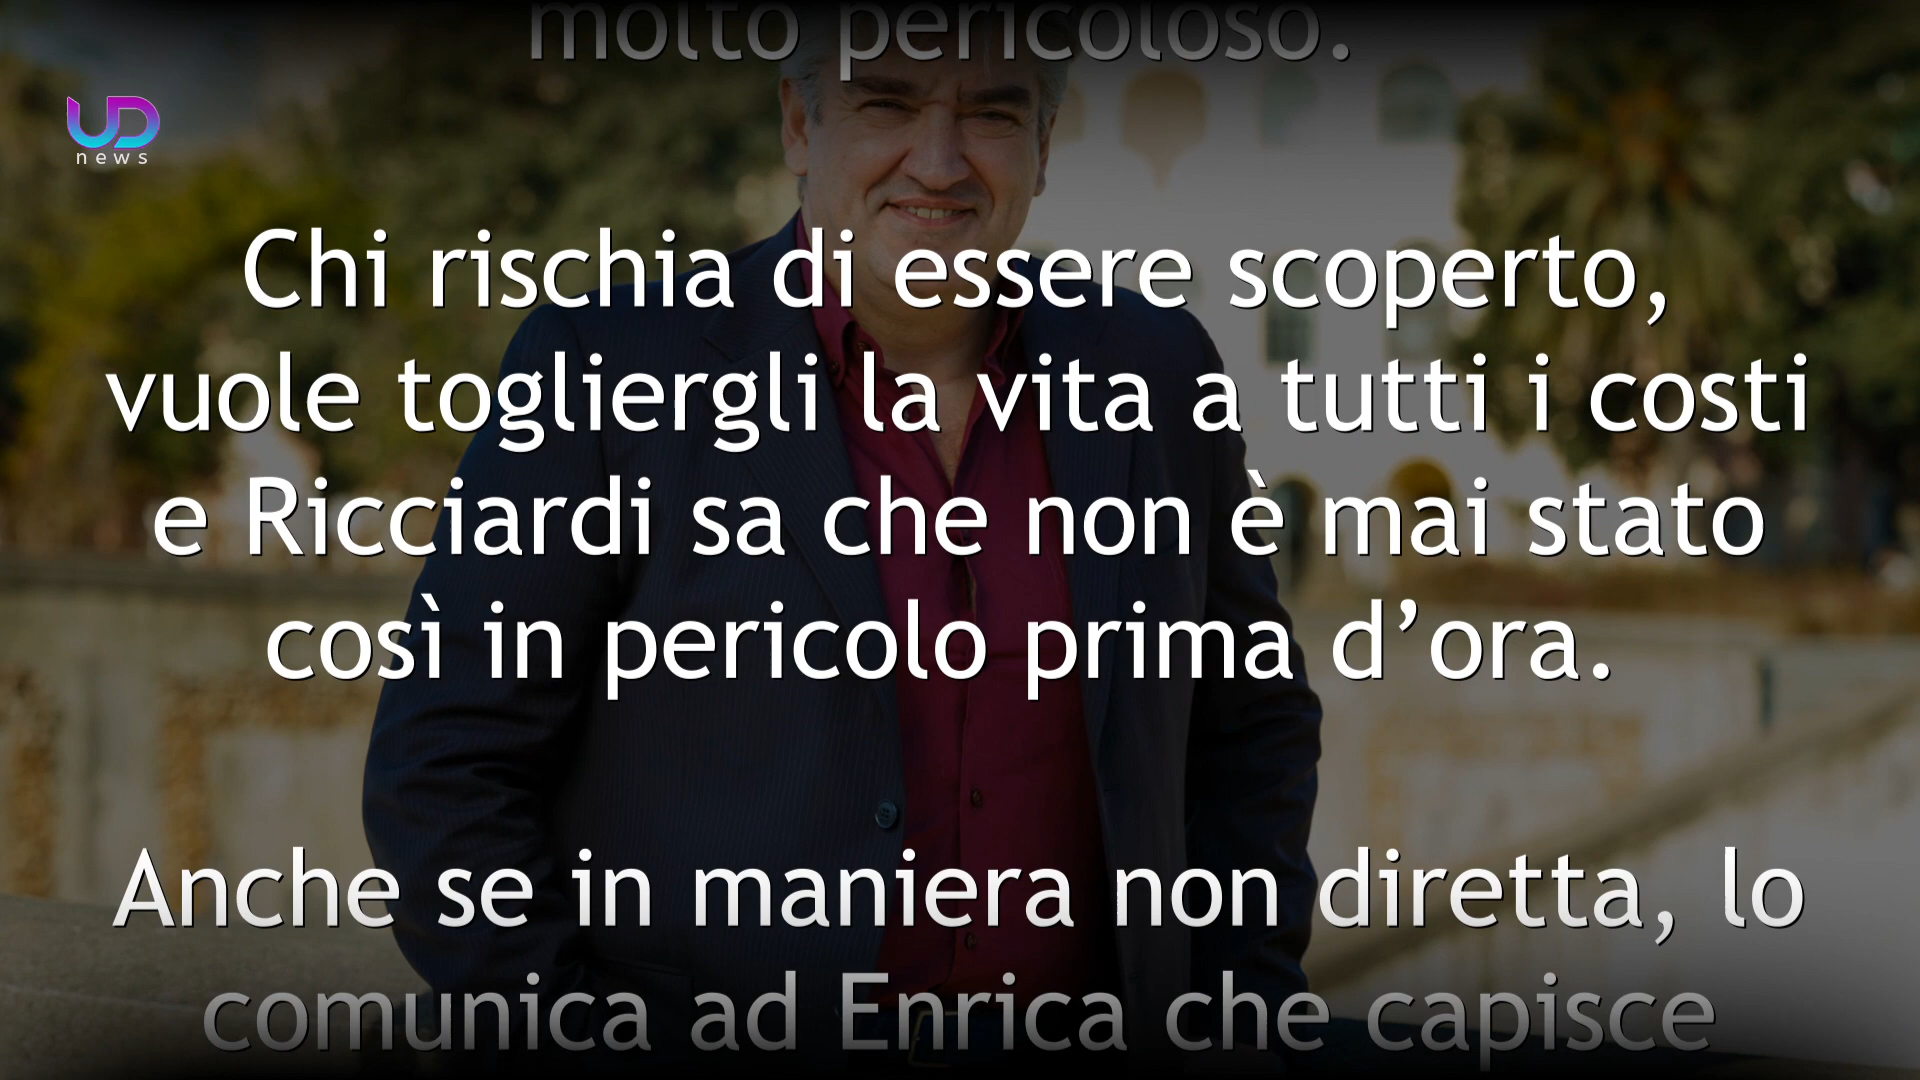 molto pericoloso.
UD
news
Chi rischia di essere scoperto,
vuole togliergli la vita a tutti i costi
e Ricciardi sa che non è mai stato
così in pericolo prima d’ora.
Anche se in maniera non diretta, lo
comunica ad Enrica che capisce